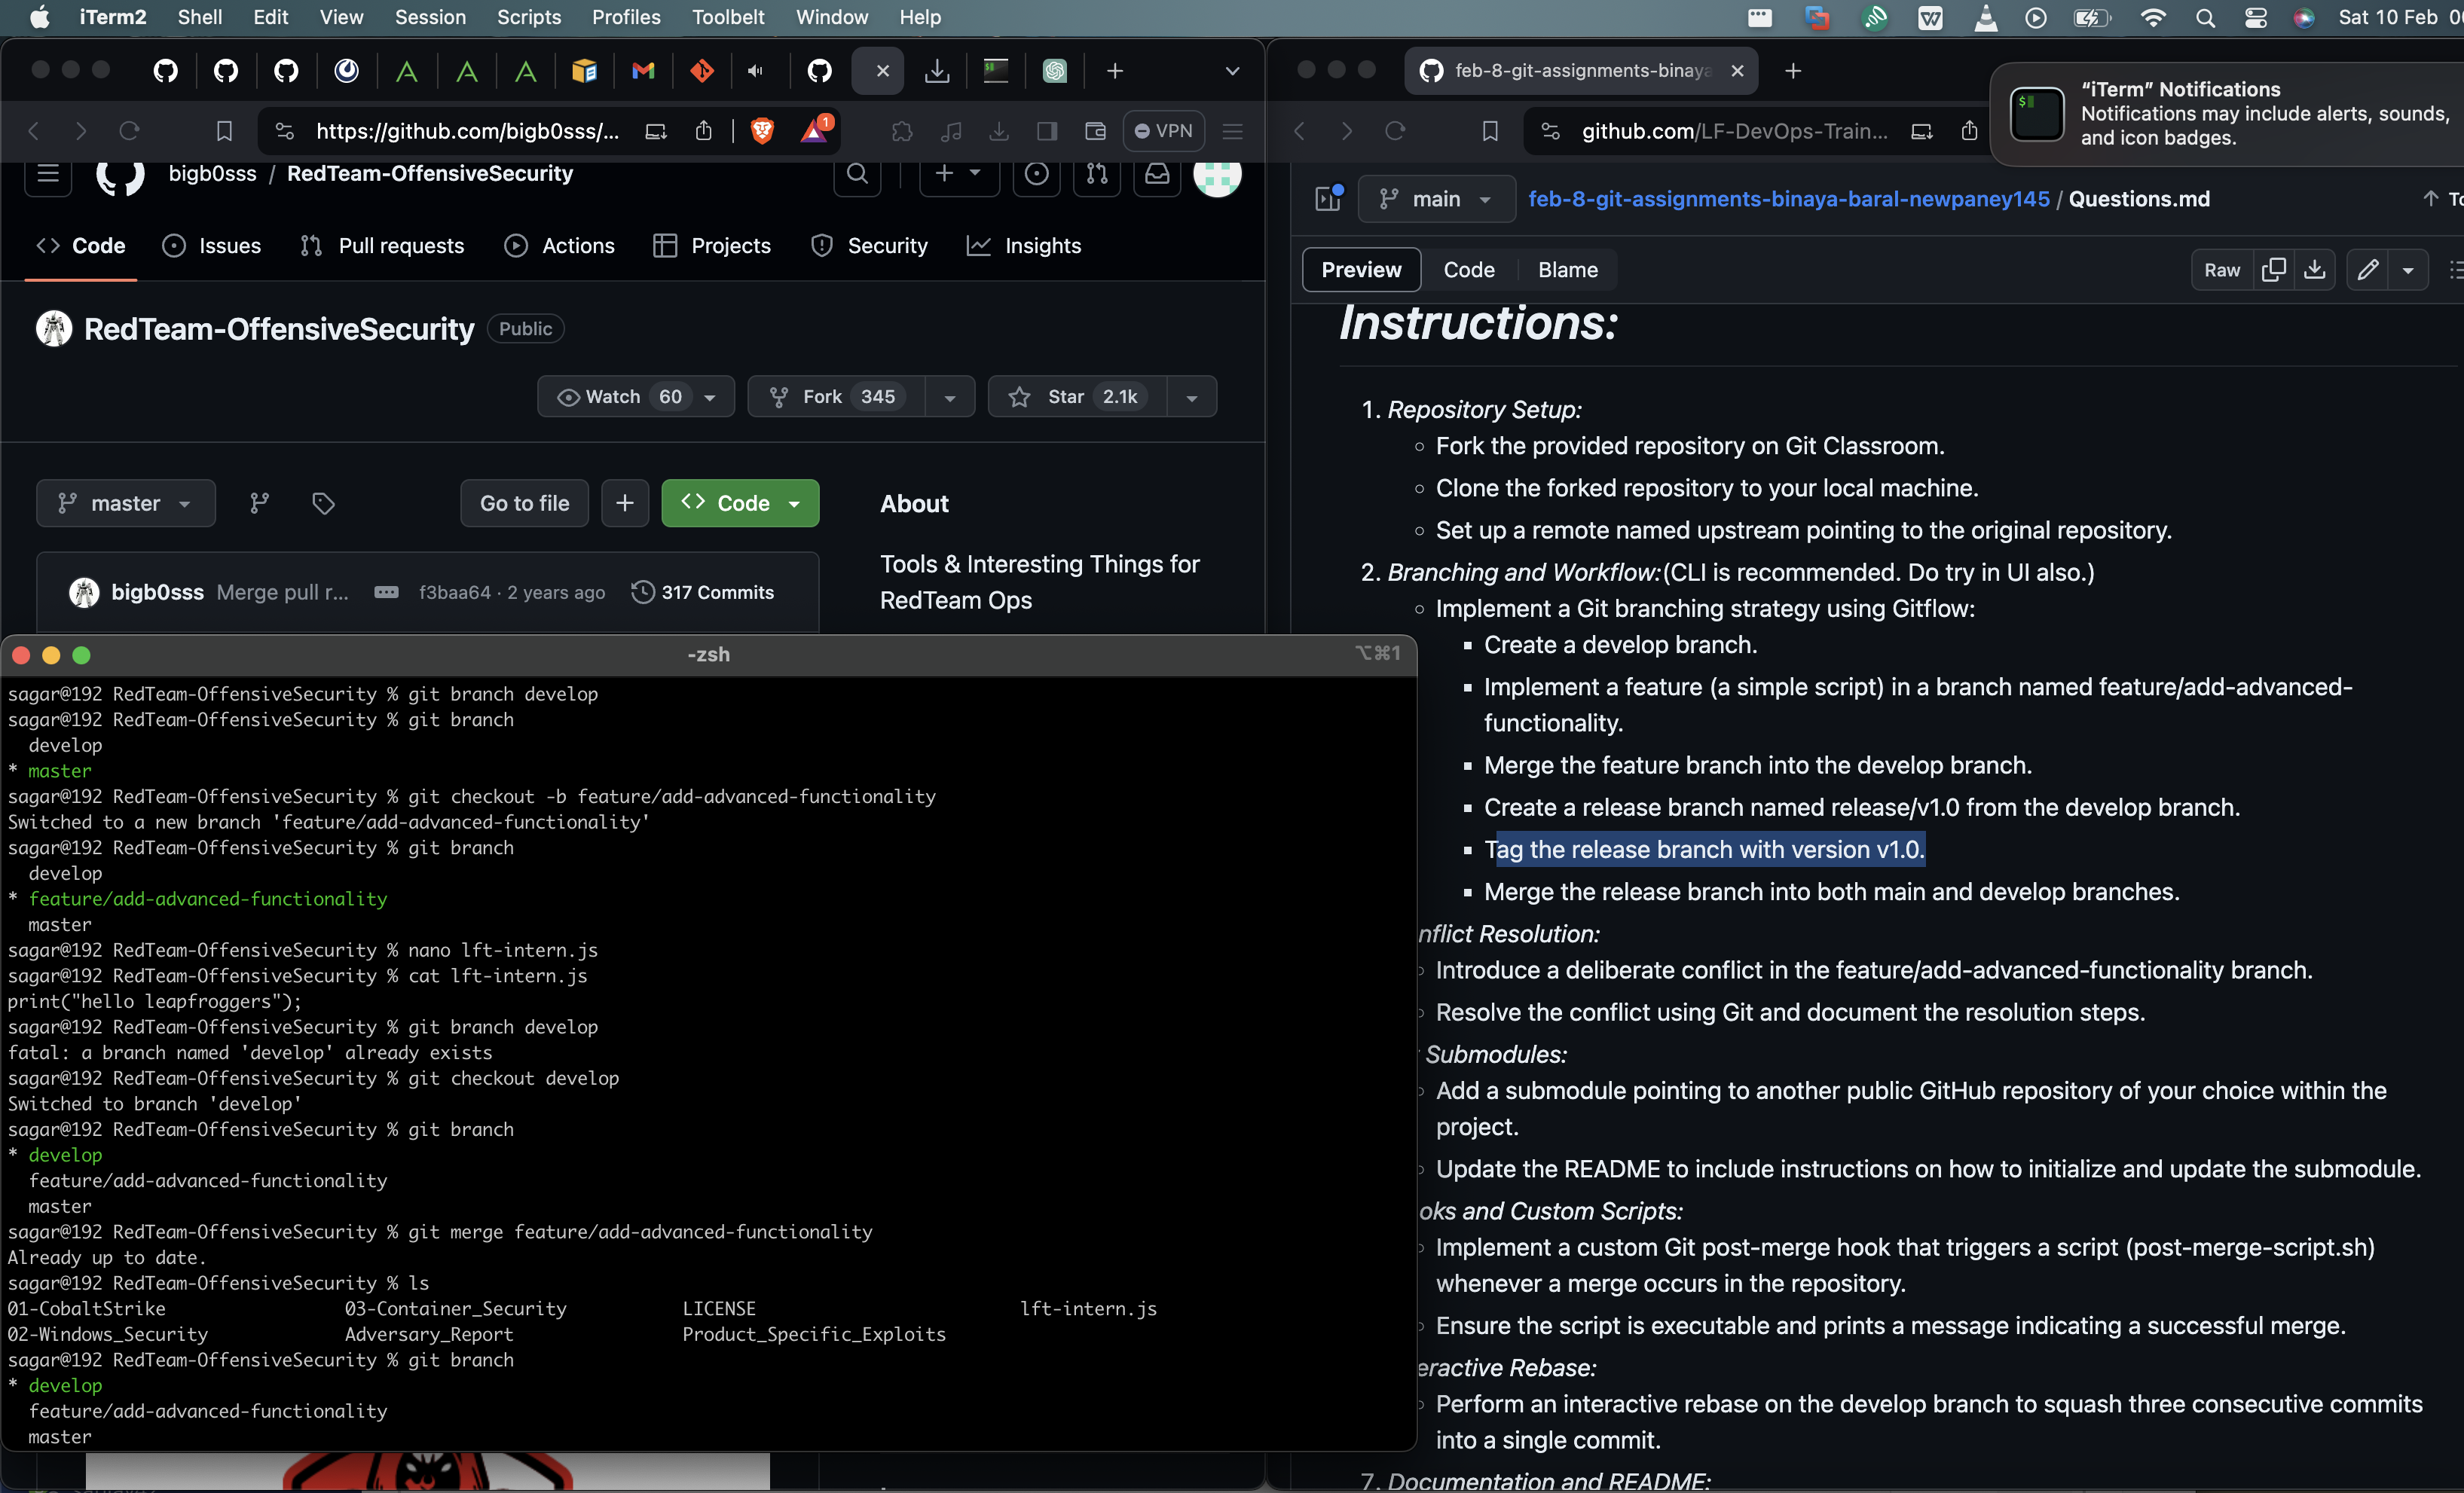 iTerm2 Shell Edit View Session Scripts Profiles Toolbelt Window Help Sat 10 Feb
https://github.com/bigb0sss/... 1 VPN
bigb0sss / RedTeam-OffensiveSecurity
Code Issues Pull requests Actions Projects Security Insights
RedTeam-OffensiveSecurity Public
Watch 60 Fork 345 Star 2.1k
master Go to file Code
bigb0sss Merge pull r... f3baa64 · 2 years ago 317 Commits
About
Tools & Interesting Things for
RedTeam Ops
-zsh ⌥⌘1
sagar@192 RedTeam-OffensiveSecurity % git branch develop
sagar@192 RedTeam-OffensiveSecurity % git branch
develop
* master
sagar@192 RedTeam-OffensiveSecurity % git checkout -b feature/add-advanced-functionality
Switched to a new branch 'feature/add-advanced-functionality'
sagar@192 RedTeam-OffensiveSecurity % git branch
develop
* feature/add-advanced-functionality
master
sagar@192 RedTeam-OffensiveSecurity % nano lft-intern.js
sagar@192 RedTeam-OffensiveSecurity % cat lft-intern.js
print("hello leapfroggers");
sagar@192 RedTeam-OffensiveSecurity % git branch develop
fatal: a branch named 'develop' already exists
sagar@192 RedTeam-OffensiveSecurity % git checkout develop
Switched to branch 'develop'
sagar@192 RedTeam-OffensiveSecurity % git branch
* develop
feature/add-advanced-functionality
master
sagar@192 RedTeam-OffensiveSecurity % git merge feature/add-advanced-functionality
Already up to date.
sagar@192 RedTeam-OffensiveSecurity % ls
01-CobaltStrike 03-Container_Security LICENSE lft-intern.js
02-Windows_Security Adversary_Report Product_Specific_Exploits
sagar@192 RedTeam-OffensiveSecurity % git branch
* develop
feature/add-advanced-functionality
master
feb-8-git-assignments-binaya
github.com/LF-DevOps-Train...
"iTerm" Notifications
Notifications may include alerts, sounds,
and icon badges.
main feb-8-git-assignments-binaya-baral-newpaney145 / Questions.md
Preview Code Blame Raw
Instructions:
1. Repository Setup:
Fork the provided repository on Git Classroom.
Clone the forked repository to your local machine.
Set up a remote named upstream pointing to the original repository.
2. Branching and Workflow:(CLI is recommended. Do try in UI also.)
Implement a Git branching strategy using Gitflow:
Create a develop branch.
Implement a feature (a simple script) in a branch named feature/add-advanced-
functionality.
Merge the feature branch into the develop branch.
Create a release branch named release/v1.0 from the develop branch.
Tag the release branch with version v1.0.
Merge the release branch into both main and develop branches.
nflict Resolution:
Introduce a deliberate conflict in the feature/add-advanced-functionality branch.
Resolve the conflict using Git and document the resolution steps.
Submodules:
Add a submodule pointing to another public GitHub repository of your choice within the
project.
Update the README to include instructions on how to initialize and update the submodule.
oks and Custom Scripts:
Implement a custom Git post-merge hook that triggers a script (post-merge-script.sh)
whenever a merge occurs in the repository.
Ensure the script is executable and prints a message indicating a successful merge.
eractive Rebase:
Perform an interactive rebase on the develop branch to squash three consecutive commits
into a single commit.
7. Documentation and README: